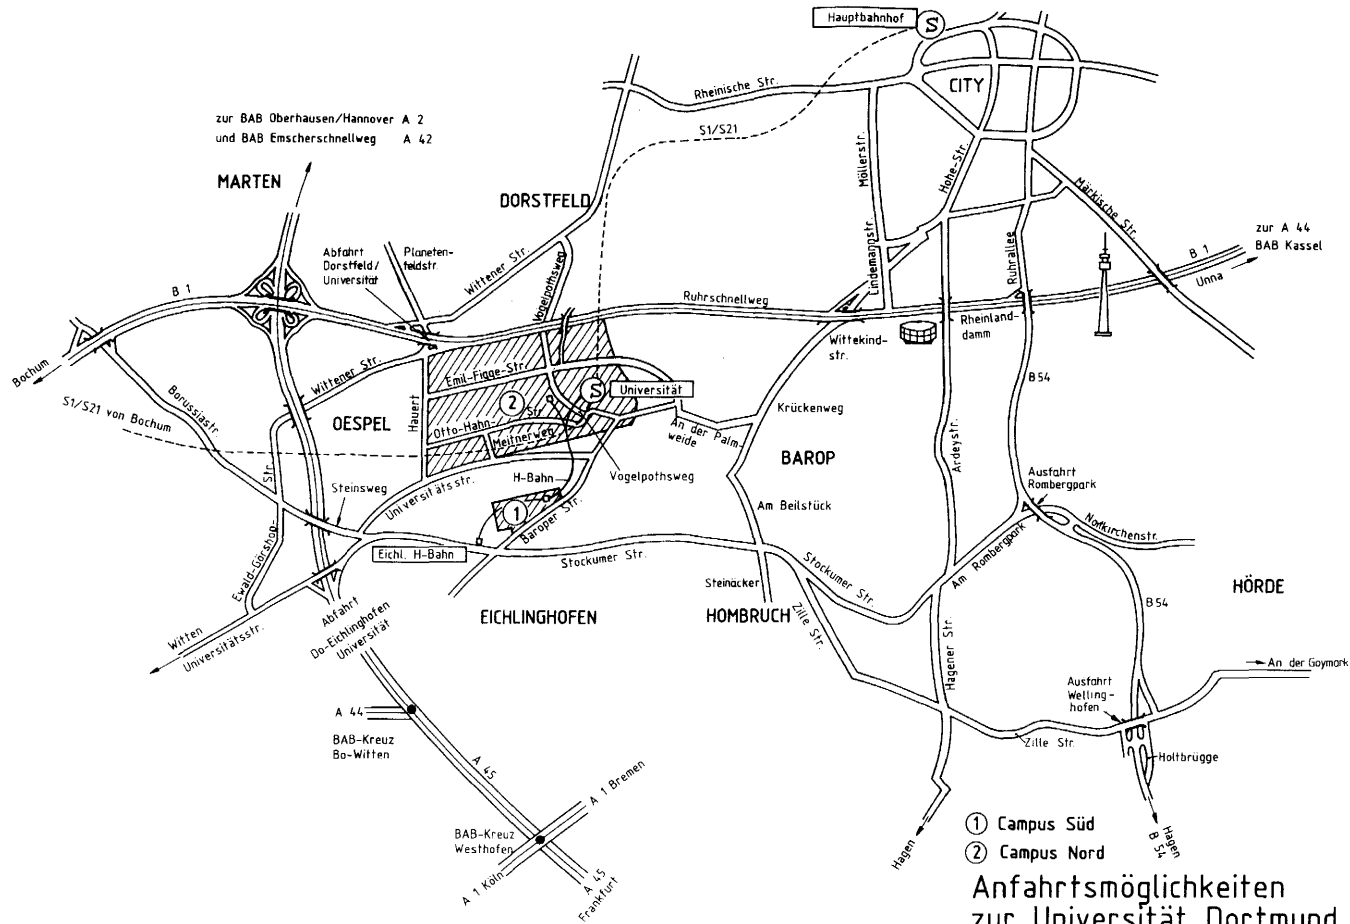 Hauptbahnhof
S
CITY
Rheinische Str.
zur BAB Oberhausen/Hannover A 2
und BAB Emscherschnellweg A 42
S1/S21
Möllerstr.
Hohe-Str.
MARTEN
DORSTFELD
Märkische Str.
Abfahrt
Dorstfeld/
Universität
Planeten-
feldstr.
Wittener Str.
Vogelpothsweg
Lindemannstr.
Ruhrallee
zur A 44
BAB Kassel
B 1
Unna
B 1
Ruhrschnellweg
Rheinland-
damm
Wittekind-
str.
Bochum
Wittener Str.
Emil-Figge-Str.
B 54
S
Universität
Borussiastr.
S1/S21 von Bochum
OESPEL
Hauert
2
Otto-Hahn-
Str.
Meitnerweg
An der Palm-
weide
Krückenweg
Ardeystr.
BAROP
Ausfahrt
Rombergpark
Vogelpothsweg
H-Bahn
Steinsweg
Universitätsstr.
1
Baroper Str.
Am Beilstück
Nortkirchenstr.
Ewald-Görshop-
Str.
Eichl. H-Bahn
Stockumer Str.
Stockumer Str.
Am Rombergpark
Steinäcker
HÖRDE
EICHLINGHOFEN
HOMBRUCH
Zille Str.
B 54
Witten
Universitätsstr.
Abfahrt
Do-Eichlinghofen
Universität
Hagener Str.
An der Goymark
Ausfahrt
Welling-
hofen
A 44
BAB-Kreuz
Bo-Witten
Zille Str.
Holtbrügge
A 45
A 1 Bremen
BAB-Kreuz
Westhofen
A 1 Köln
A 45
Frankfurt
Hagen
Hagen
B 54
1 Campus Süd
2 Campus Nord
Anfahrtsmöglichkeiten
zur Universität Dortmund